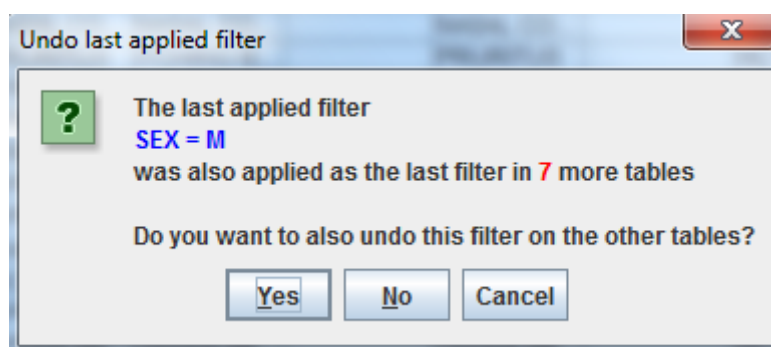 Undo last applied filter
The last applied filter
SEX = M
was also applied as the last filter in 7 more tables
Do you want to also undo this filter on the other tables?
Yes No Cancel